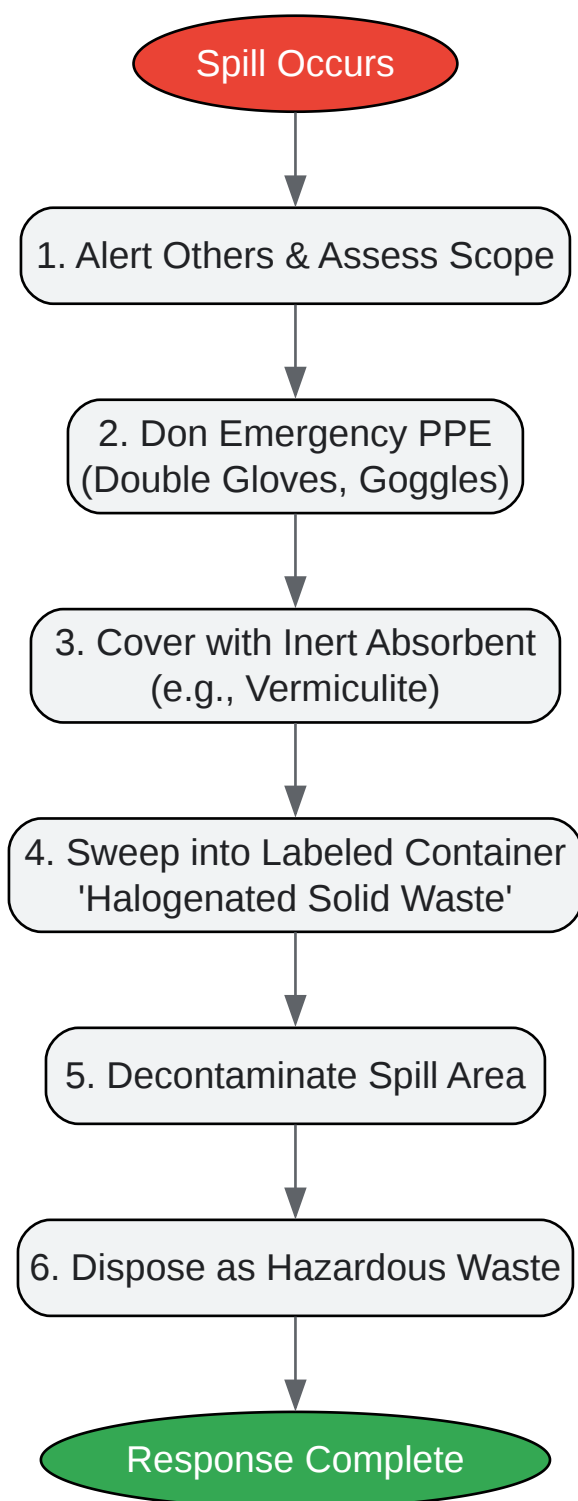 Spill Occurs
1. Alert Others & Assess Scope
2. Don Emergency PPE
(Double Gloves, Goggles)
3. Cover with Inert Absorbent
(e.g., Vermiculite)
4. Sweep into Labeled Container
'Halogenated Solid Waste'
5. Decontaminate Spill Area
6. Dispose as Hazardous Waste
Response Complete